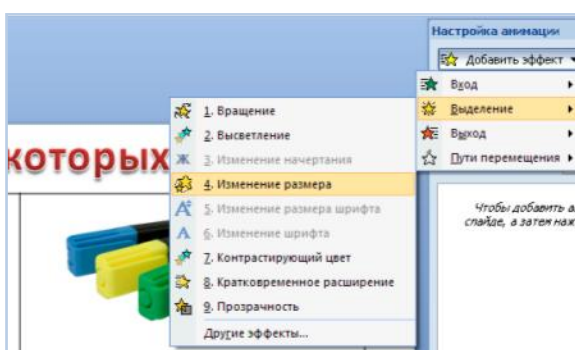 Настройка анимации
Добавить эффект
Вход
Выделение
Выход
Пути перемещения
1. Вращение
2. Высветление
3. Изменение начертания
4. Изменение размера
5. Изменение размера шрифта
6. Изменение шрифта
7. Контрастирующий цвет
8. Кратковременное расширение
9. Прозрачность
Другие эффекты...
которых
Чтобы добавить
слайде, а затем